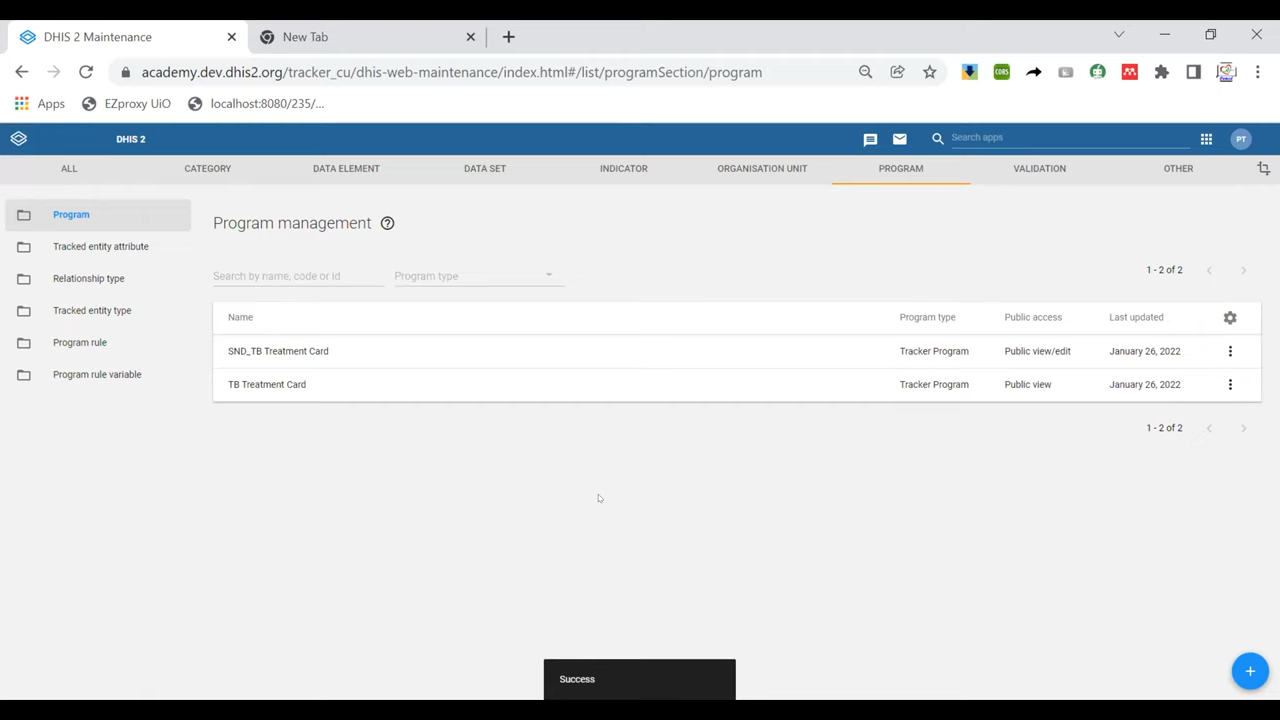 DHIS 2 Maintenance
New Tab
academy.dev.dhis2.org/tracker_cu/dhis-web-maintenance/index.html#/list/programSection/program
Apps EZproxy UiO localhost:8080/235/...
DHIS 2 Search apps PT
ALL CATEGORY DATA ELEMENT DATA SET INDICATOR ORGANISATION UNIT PROGRAM VALIDATION OTHER
Program
Tracked entity attribute
Relationship type
Tracked entity type
Program rule
Program rule variable
Program management
Search by name, code or id Program type 1 - 2 of 2
Name Program type Public access Last updated
SND_TB Treatment Card Tracker Program Public view/edit January 26, 2022
TB Treatment Card Tracker Program Public view January 26, 2022
1 - 2 of 2
Success